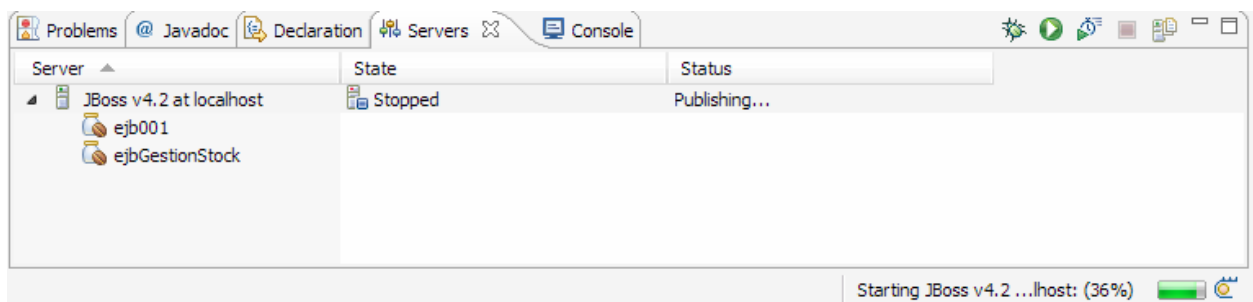 Problems @ Javadoc Declaration Servers Console
Server State Status
JBoss v4.2 at localhost Stopped Publishing...
ejb001
ejbGestionStock
Starting JBoss v4.2 ...lhost: (36%)